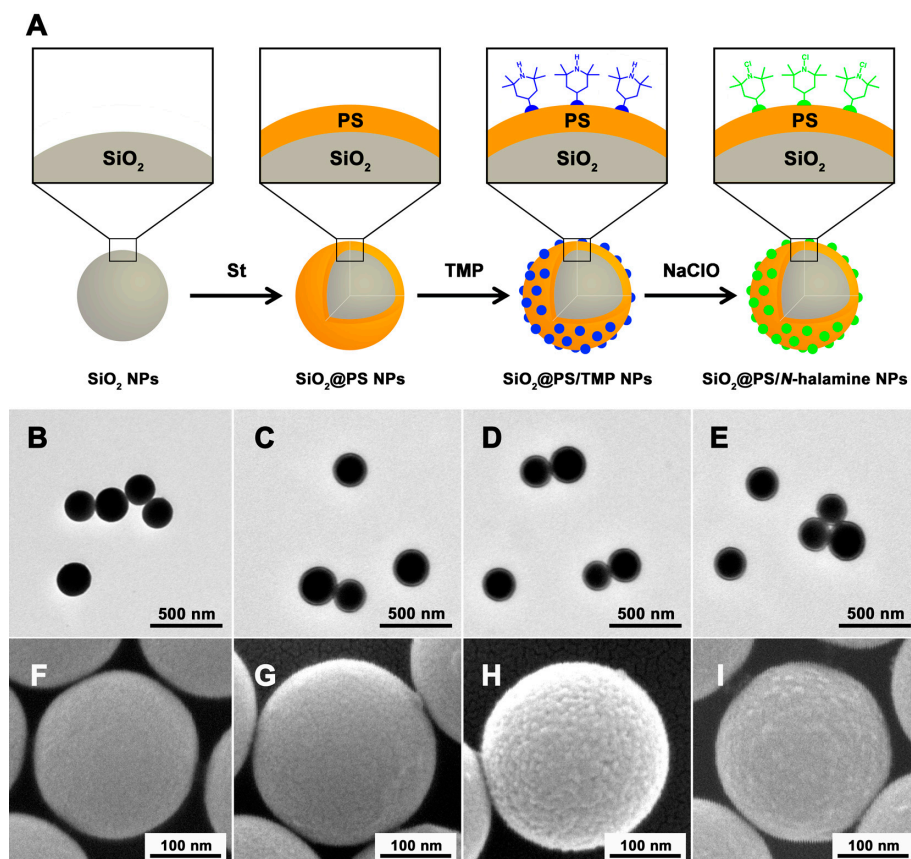 A
PS
PS
PS
SiO2
SiO2
SiO2
SiO2
H
N
H
N
H
N
Cl
N
Cl
N
Cl
N
St
TMP
NaClO
SiO2 NPs
SiO2@PS NPs
SiO2@PS/TMP NPs
SiO2@PS/N-halamine NPs
B
C
D
E
500 nm
500 nm
500 nm
500 nm
F
G
H
I
100 nm
100 nm
100 nm
100 nm